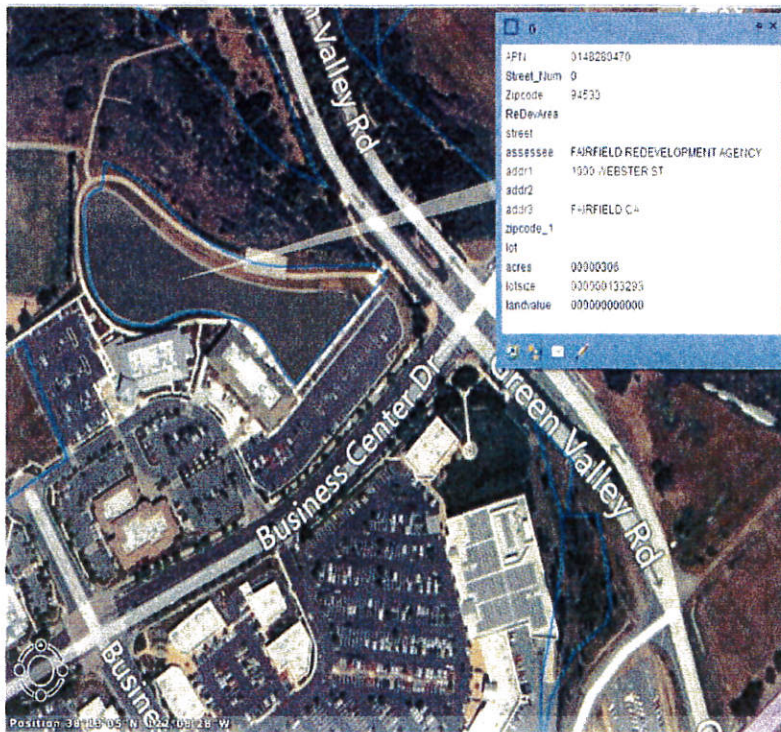 n Valley Rd
0
APN 0148280470
Street_Num 0
Zipcode 94533
ReDevArea
street
assessee FAIRFIELD REDEVELOPMENT AGENCY
addr1 1000 WEBSTER ST
addr2
addr3 FAIRFIELD CA
zipcode_1
lot
acres 00000306
lotsize 000000133293
landvalue 000000000000
Green Valley Rd
Business Center Dr
Busine